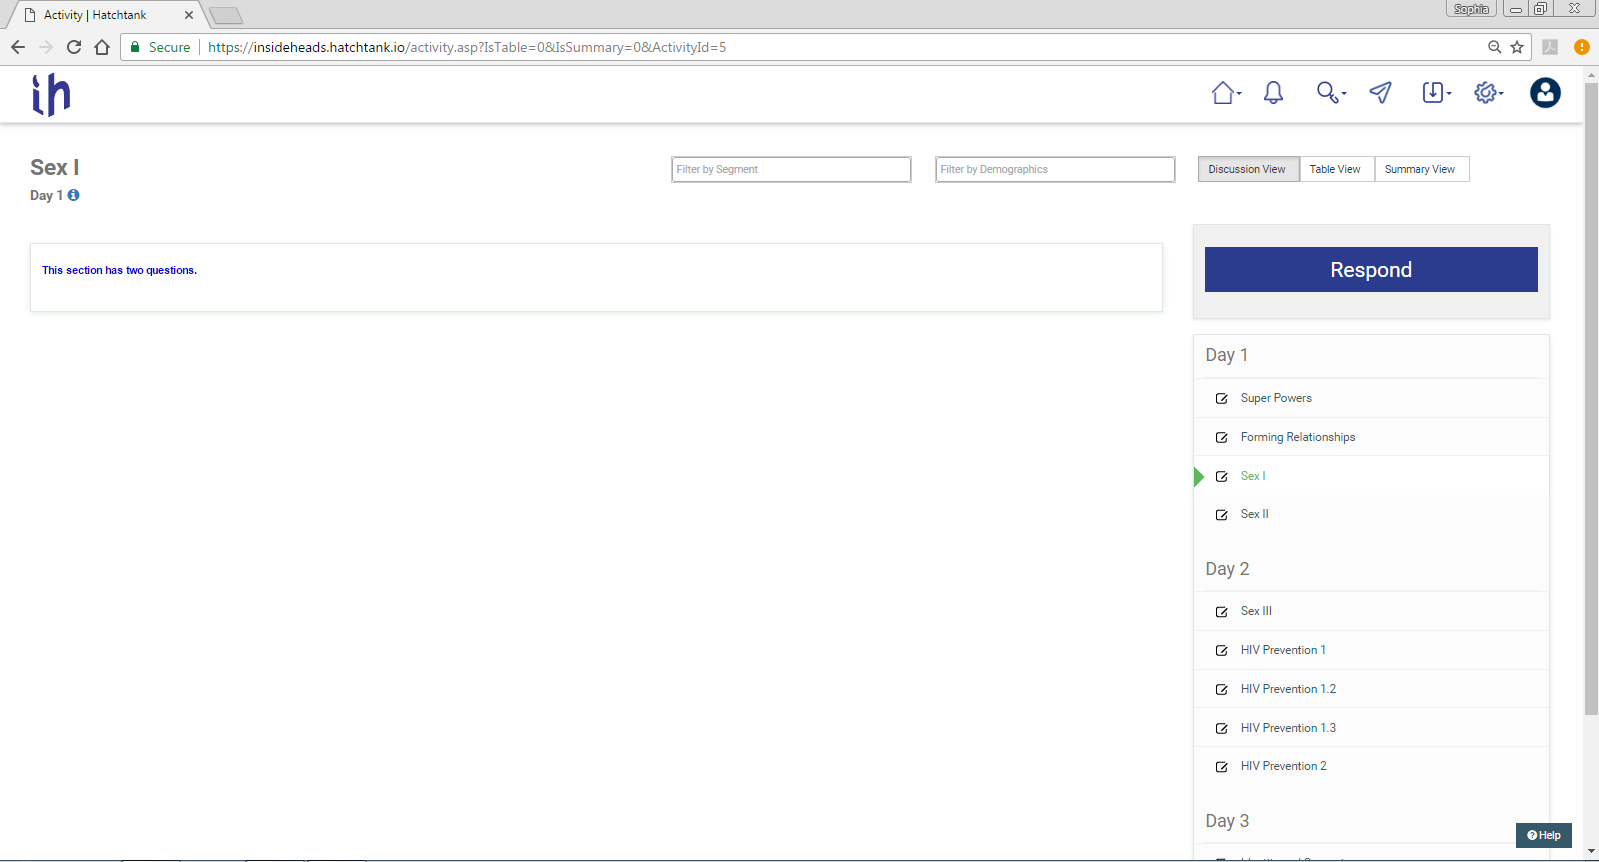 Activity | Hatchtank
Sophia
Secure
https://insideheads.hatchtank.io/activity.asp?IsTable=0&IsSummary=0&ActivityId=5
ih
Sex I
Filter by Segment
Filter by Demographics
Discussion View
Table View
Summary View
Day 1
This section has two questions.
Respond
Day 1
Super Powers
Forming Relationships
Sex I
Sex II
Day 2
Sex III
HIV Prevention 1
HIV Prevention 1.2
HIV Prevention 1.3
HIV Prevention 2
Day 3
Help